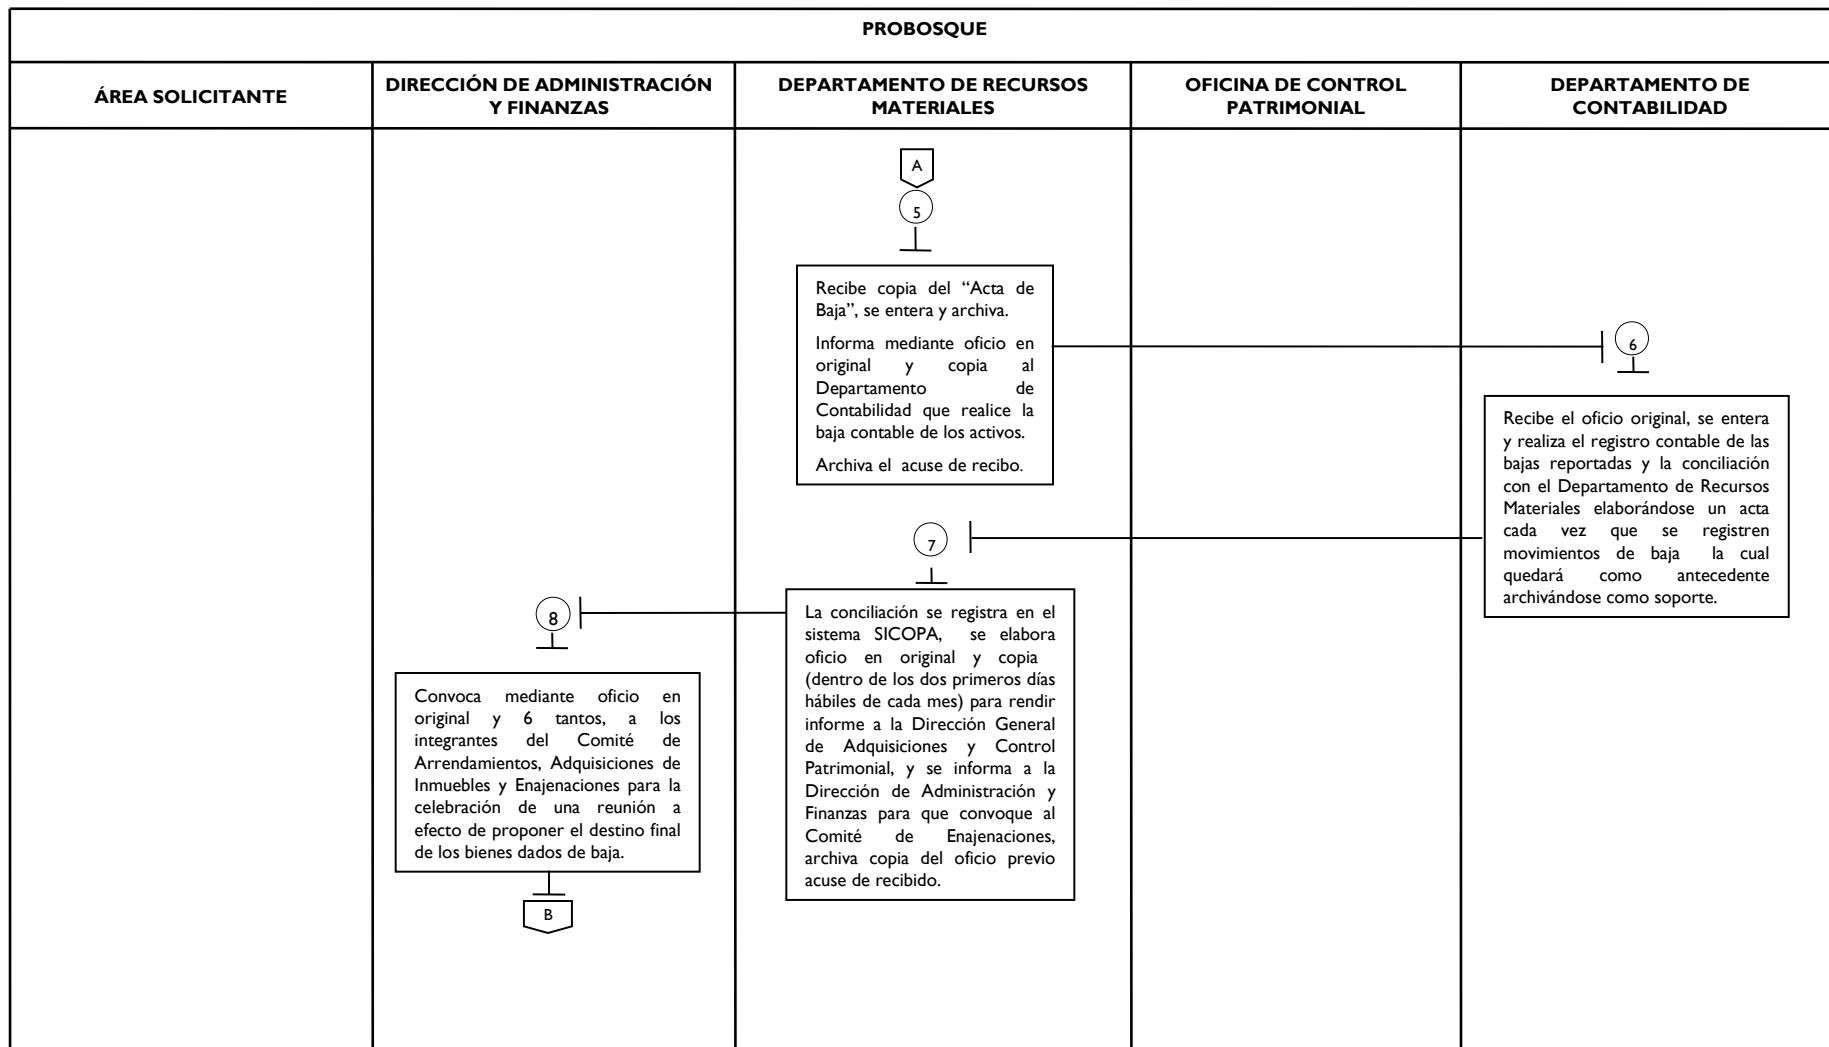 PROBOSQUE
ÁREA SOLICITANTE
DIRECCIÓN DE ADMINISTRACIÓN
Y FINANZAS
DEPARTAMENTO DE RECURSOS
MATERIALES
OFICINA DE CONTROL
PATRIMONIAL
DEPARTAMENTO DE
CONTABILIDAD
A
5
Recibe copia del “Acta de
Baja”, se entera y archiva.
Informa mediante oficio en
original y copia al
Departamento de
Contabilidad que realice la
baja contable de los activos.
Archiva el acuse de recibo.
6
Recibe el oficio original, se entera
y realiza el registro contable de las
bajas reportadas y la conciliación
con el Departamento de Recursos
Materiales elaborándose un acta
cada vez que se registren
movimientos de baja la cual
quedará como antecedente
archivándose como soporte.
7
La conciliación se registra en el
sistema SICOPA, se elabora
oficio en original y copia
(dentro de los dos primeros días
hábiles de cada mes) para rendir
informe a la Dirección General
de Adquisiciones y Control
Patrimonial, y se informa a la
Dirección de Administración y
Finanzas para que convoque al
Comité de Enajenaciones,
archiva copia del oficio previo
acuse de recibido.
8
Convoca mediante oficio en
original y 6 tantos, a los
integrantes del Comité de
Arrendamientos, Adquisiciones de
Inmuebles y Enajenaciones para la
celebración de una reunión a
efecto de proponer el destino final
de los bienes dados de baja.
B